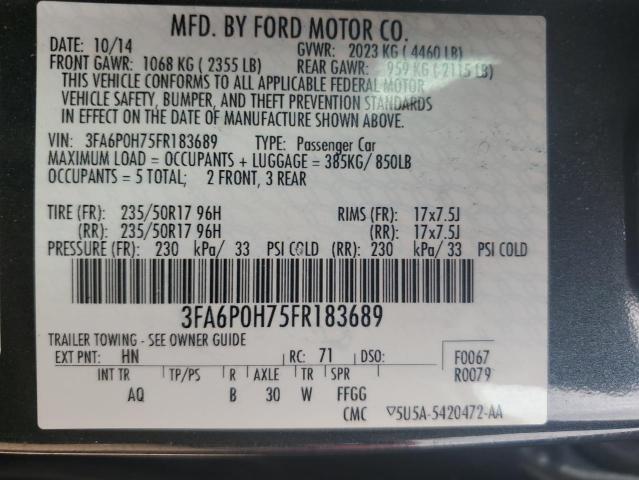 MFD. BY FORD MOTOR CO.
DATE: 10/14 GVWR: 2023 KG ( 4460 LB)
FRONT GAWR: 1068 KG ( 2355 LB) REAR GAWR: 959 KG ( 2115 LB)
THIS VEHICLE CONFORMS TO ALL APPLICABLE FEDERAL MOTOR
VEHICLE SAFETY, BUMPER, AND THEFT PREVENTION STANDARDS
IN EFFECT ON THE DATE OF MANUFACTURE SHOWN ABOVE.
VIN: 3FA6P0H75FR183689 TYPE: Passenger Car
MAXIMUM LOAD = OCCUPANTS + LUGGAGE = 385KG/ 850LB
OCCUPANTS = 5 TOTAL; 2 FRONT, 3 REAR
TIRE (FR): 235/50R17 96H RIMS (FR): 17x7.5J
(RR): 235/50R17 96H (RR): 17x7.5J
PRESSURE (FR): 230 kPa/ 33 PSI COLD (RR): 230 kPa/ 33 PSI COLD
3FA6P0H75FR183689
TRAILER TOWING - SEE OWNER GUIDE
EXT PNT: HN RC: 71 DSO: F0067
INT TR TP/PS R AXLE TR SPR R0079
AQ B 30 W FFGG
CMC ▽5U5A-5420472-AA